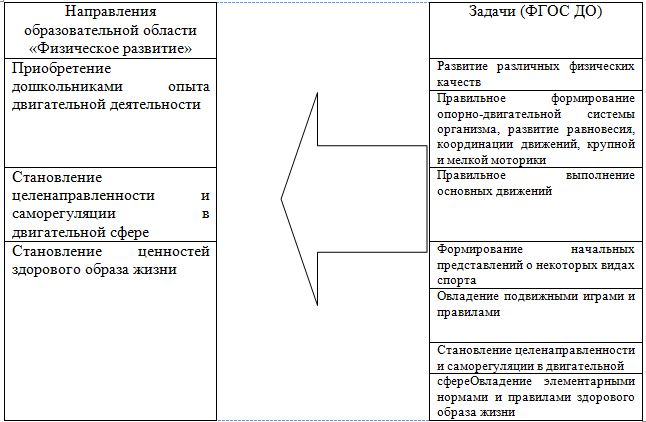 Направления
образовательной области
«Физическое развитие»
Приобретение
дошкольниками опыта
двигательной деятельности
Становление
целенаправленности и
саморегуляции в
двигательной сфере
Становление ценностей
здорового образа жизни
Задачи (ФГОС ДО)
Развитие различных физических
качеств
Правильное формирование
опорно-двигательной системы
организма, развитие равновесия,
координации движений, крупной
и мелкой моторики
Правильное выполнение
основных движений
Формирование начальных
представлений о некоторых видах
спорта
Овладение подвижными играми и
правилами
Становление целенаправленности
и саморегуляции в двигательной
сфереОвладение элементарными
нормами и правилами здорового
образа жизни